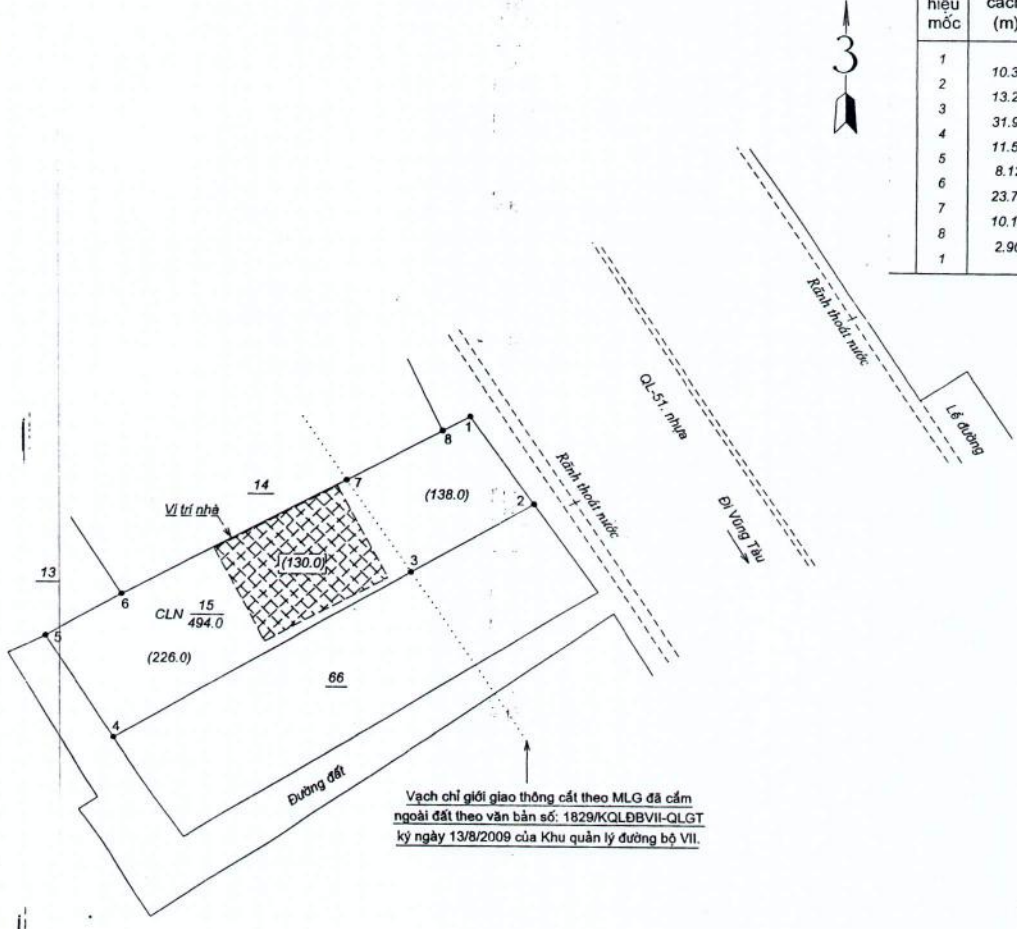 hiệu
mốc
(m)
1
2
3
4
5
6
7
8
1
10.3
13.2
31.9
11.5
8.12
23.7
10.1
2.90
3
Rãnh thoát nước
Lề đường
QL-51, nhựa
Đi Vũng Tàu
Rãnh thoát nước
8
1
7
14
Vị trí nhà
(138.0)
2
(130.0)
3
13
6
CLN 15
494.0
5
(226.0)
66
4
Đường đất
Vạch chỉ giới giao thông cắt theo MLG đã cắm
ngoài đất theo văn bản số: 1829/KQLĐBVII-QLGT
ký ngày 13/8/2009 của Khu quản lý đường bộ VII.